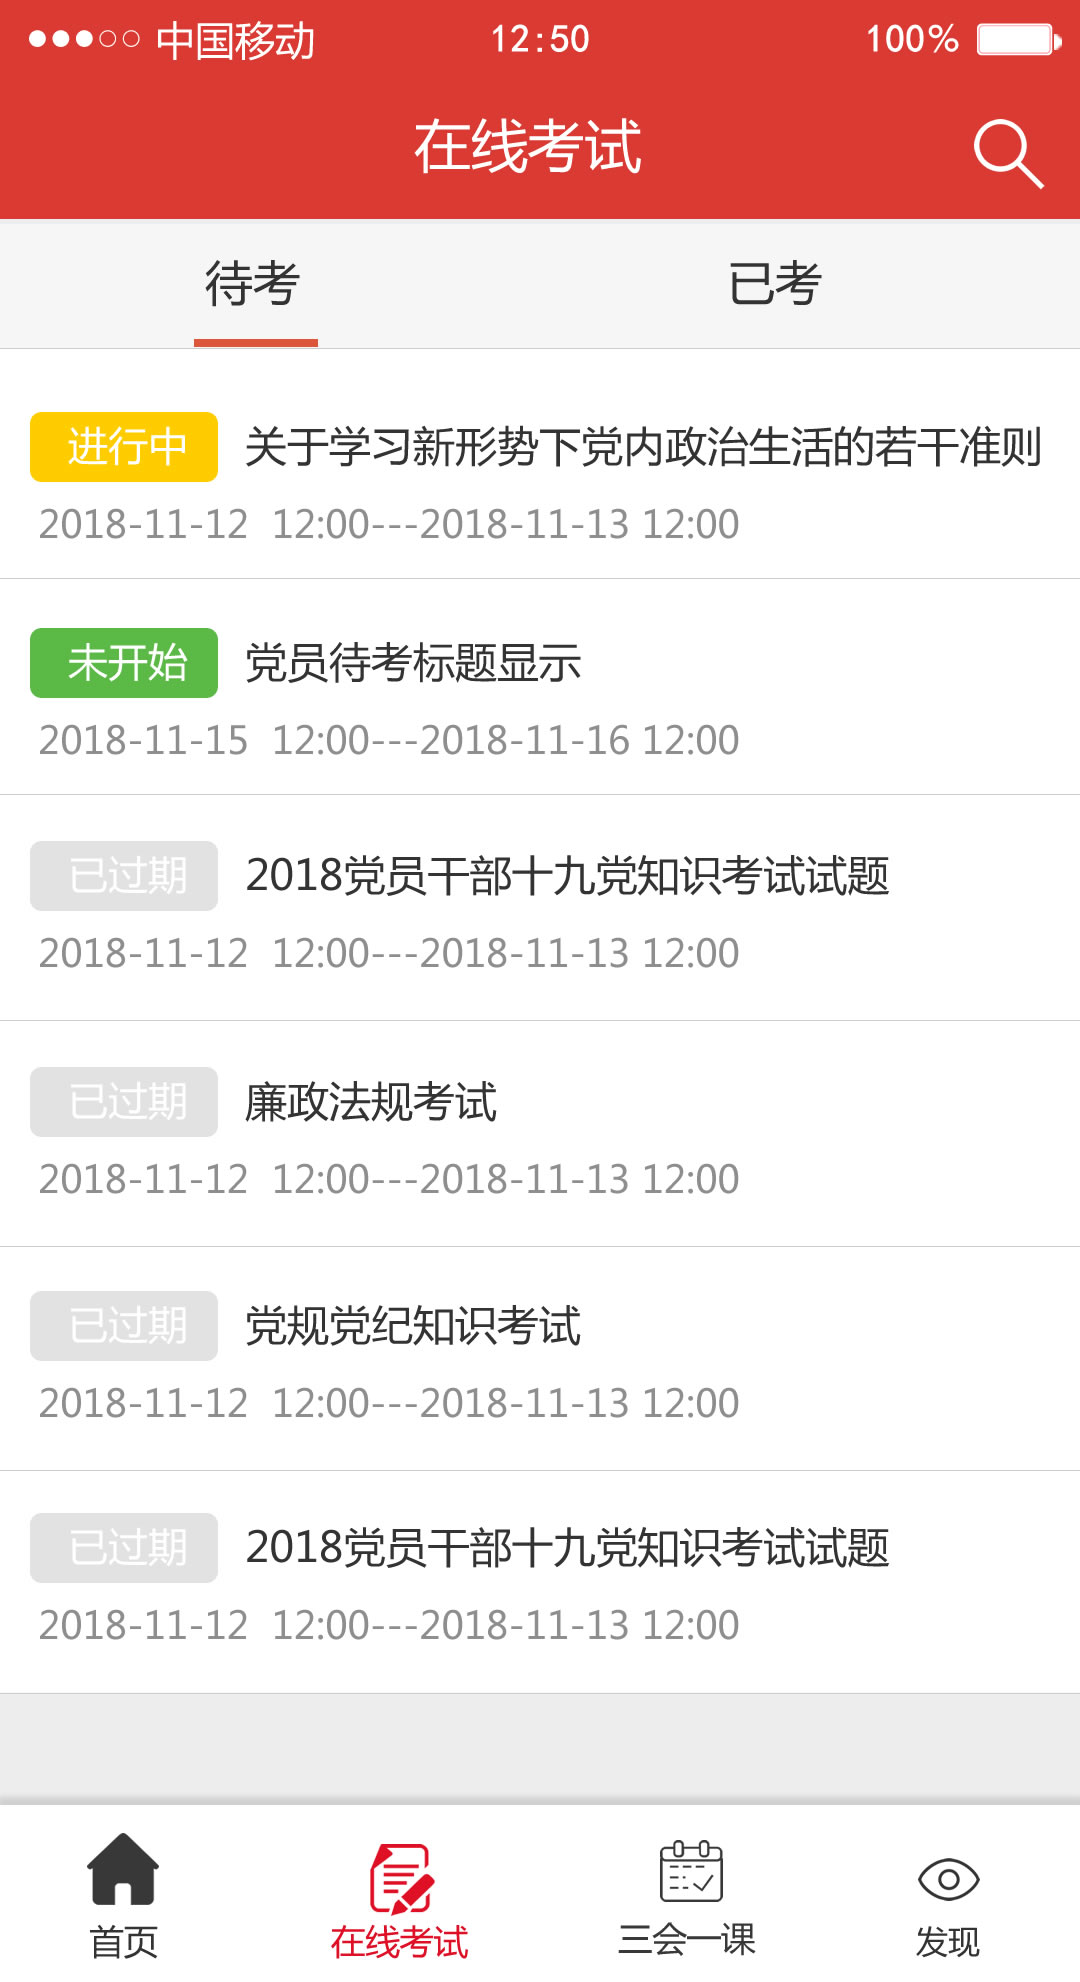 中国移动 12:50 100%
在线考试
待考 已考
进行中 关于学习新形势下党内政治生活的若干准则
2018-11-12 12:00---2018-11-13 12:00
未开始 党员待考标题显示
2018-11-15 12:00---2018-11-16 12:00
已过期 2018党员干部十九党知识考试试题
2018-11-12 12:00---2018-11-13 12:00
已过期 廉政法规考试
2018-11-12 12:00---2018-11-13 12:00
已过期 党规党纪知识考试
2018-11-12 12:00---2018-11-13 12:00
已过期 2018党员干部十九党知识考试试题
2018-11-12 12:00---2018-11-13 12:00
首页 在线考试 三会一课 发现